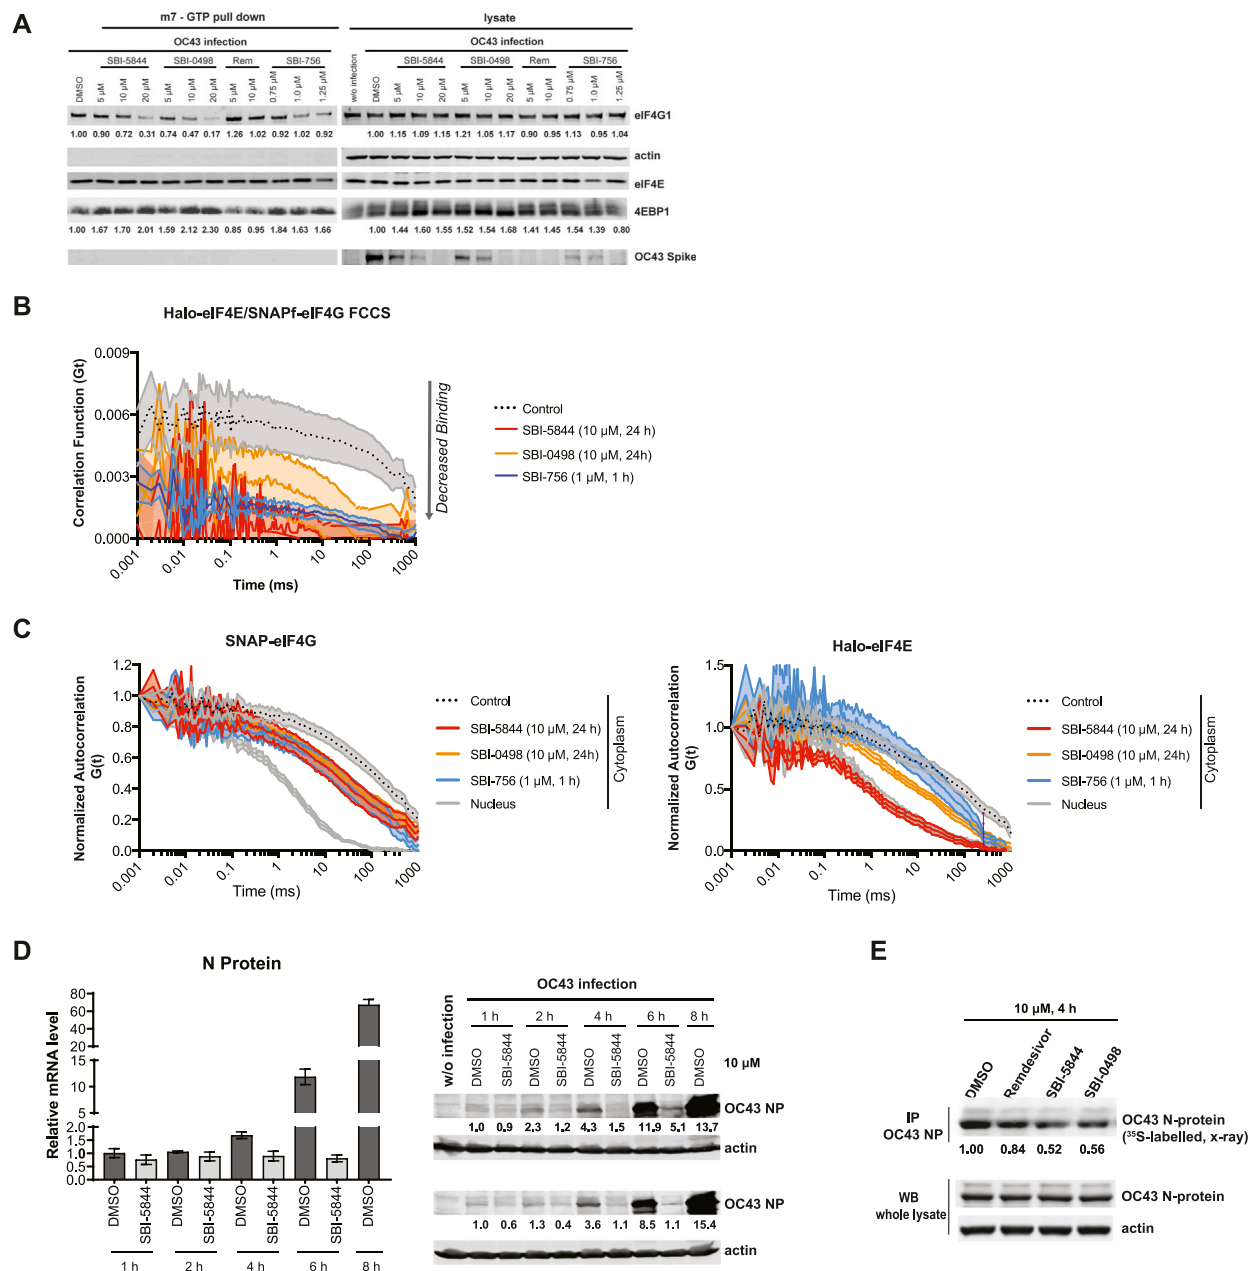 A
m7 - GTP pull down
lysate
OC43 infection
OC43 infection
SBI-5844 SBI-0498 Rem SBI-756
SBI-5844 SBI-0498 Rem SBI-756
DMSO 5 µM 10 µM 20 µM 5 µM 10 µM 20 µM 5 µM 10 µM 0.75 µM 1.0 µM 1.25 µM
w/o infection DMSO 5 µM 10 µM 20 µM 5 µM 10 µM 20 µM 5 µM 10 µM 0.75 µM 1.0 µM 1.25 µM
eIF4G1
1.00 0.90 0.72 0.31 0.74 0.47 0.17 1.26 1.02 0.92 1.02 0.92
1.00 1.15 1.09 1.15 1.21 1.05 1.17 0.90 0.95 1.13 0.95 1.04
actin
eIF4E
4EBP1
1.00 1.67 1.70 2.01 1.59 2.12 2.30 0.85 0.95 1.84 1.63 1.66
1.00 1.44 1.60 1.55 1.52 1.54 1.68 1.41 1.45 1.54 1.39 0.80
OC43 Spike
B
Halo-eIF4E/SNAPf-eIF4G FCCS
Correlation Function (Gt)
0.009
0.006
0.003
0.000
0.001 0.01 0.1 1 10 100 1000
Time (ms)
Decreased Binding
Control
SBI-5844 (10 µM, 24 h)
SBI-0498 (10 µM, 24h)
SBI-756 (1 µM, 1 h)
C
SNAP-eIF4G
Normalized Autocorrelation
G(t)
1.2
1.0
0.8
0.6
0.4
0.2
0.0
0.001 0.01 0.1 1 10 100 1000
Time (ms)
Control
SBI-5844 (10 µM, 24 h)
SBI-0498 (10 µM, 24h)
SBI-756 (1 µM, 1 h)
Nucleus
Cytoplasm
Halo-eIF4E
Normalized Autocorrelation
G(t)
1.5
1.0
0.5
0.0
0.001 0.01 0.1 1 10 100 1000
Time (ms)
Control
SBI-5844 (10 µM, 24 h)
SBI-0498 (10 µM, 24h)
SBI-756 (1 µM, 1 h)
Nucleus
Cytoplasm
D
N Protein
Relative mRNA level
80
60
40
20
15
10
5
2.0
1.5
1.0
0.5
0.0
DMSO SBI-5844 DMSO SBI-5844 DMSO SBI-5844 DMSO SBI-5844 DMSO
1 h 2 h 4 h 6 h 8 h
OC43 infection
1 h 2 h 4 h 6 h 8 h
w/o infection DMSO SBI-5844 DMSO SBI-5844 DMSO SBI-5844 DMSO SBI-5844 DMSO
10 µM
OC43 NP
1.0 0.9 2.3 1.2 4.3 1.5 11.9 5.1 13.7
actin
OC43 NP
1.0 0.6 1.3 0.4 3.6 1.1 8.5 1.1 15.4
actin
E
10 µM, 4 h
DMSO Remdesivor SBI-5844 SBI-0498
IP
OC43 NP
OC43 N-protein
(³⁵S-labelled, x-ray)
1.00 0.84 0.52 0.56
WB
whole lysate
OC43 N-protein
actin